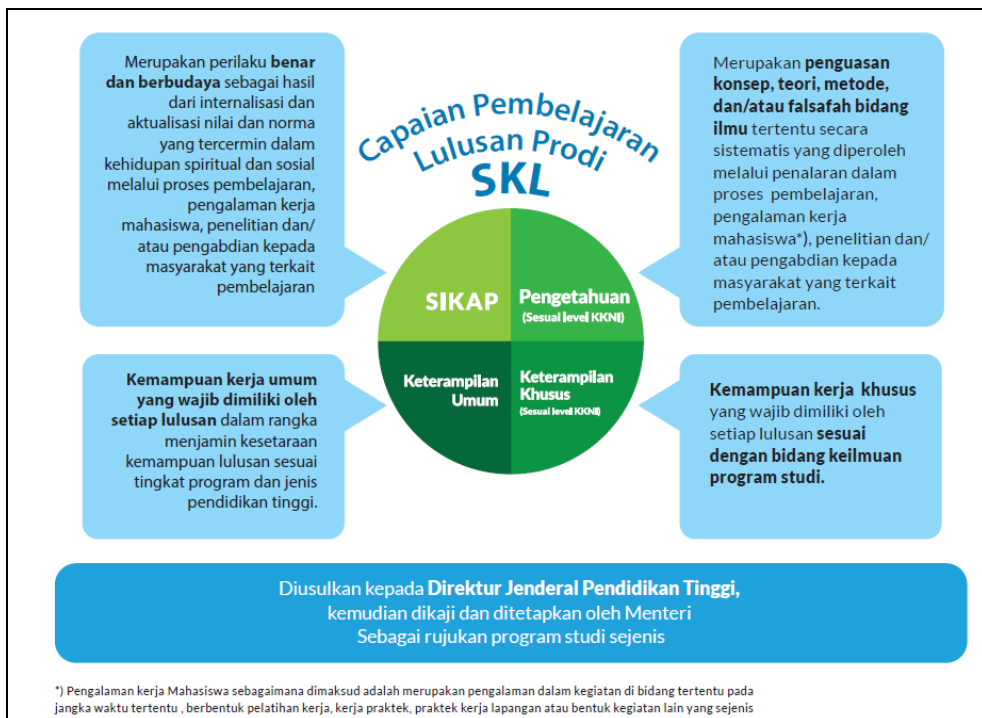 Merupakan perilaku benar
dan berbudaya sebagai hasil
dari internalisasi dan
aktualisasi nilai dan norma
yang tercermin dalam
kehidupan spiritual dan sosial
melalui proses pembelajaran,
pengalaman kerja
mahasiswa, penelitian dan/
atau pengabdian kepada
masyarakat yang terkait
pembelajaran
Capaian Pembelajaran
Lulusan Prodi
SKL
Merupakan penguasan
konsep, teori, metode,
dan/atau falsafah bidang
ilmu tertentu secara
sistematis yang diperoleh
melalui penalaran dalam
proses pembelajaran,
pengalaman kerja
mahasiswa*), penelitian dan/
atau pengabdian kepada
masyarakat yang terkait
pembelajaran.
SIKAP
Pengetahuan
(Sesuai level KKNI)
Keterampilan
Umum
Keterampilan
Khusus
(Sesuai level KKNI)
Kemampuan kerja umum
yang wajib dimiliki oleh
setiap lulusan dalam rangka
menjamin kesetaraan
kemampuan lulusan sesuai
tingkat program dan jenis
pendidikan tinggi.
Kemampuan kerja khusus
yang wajib dimiliki oleh
setiap lulusan sesuai
dengan bidang keilmuan
program studi.
Diusulkan kepada Direktur Jenderal Pendidikan Tinggi,
kemudian dikaji dan ditetapkan oleh Menteri
Sebagai rujukan program studi sejenis
*) Pengalaman kerja Mahasiswa sebagaimana dimaksud adalah merupakan pengalaman dalam kegiatan di bidang tertentu pada
jangka waktu tertentu , berbentuk pelatihan kerja, kerja praktek, praktek kerja lapangan atau bentuk kegiatan lain yang sejenis